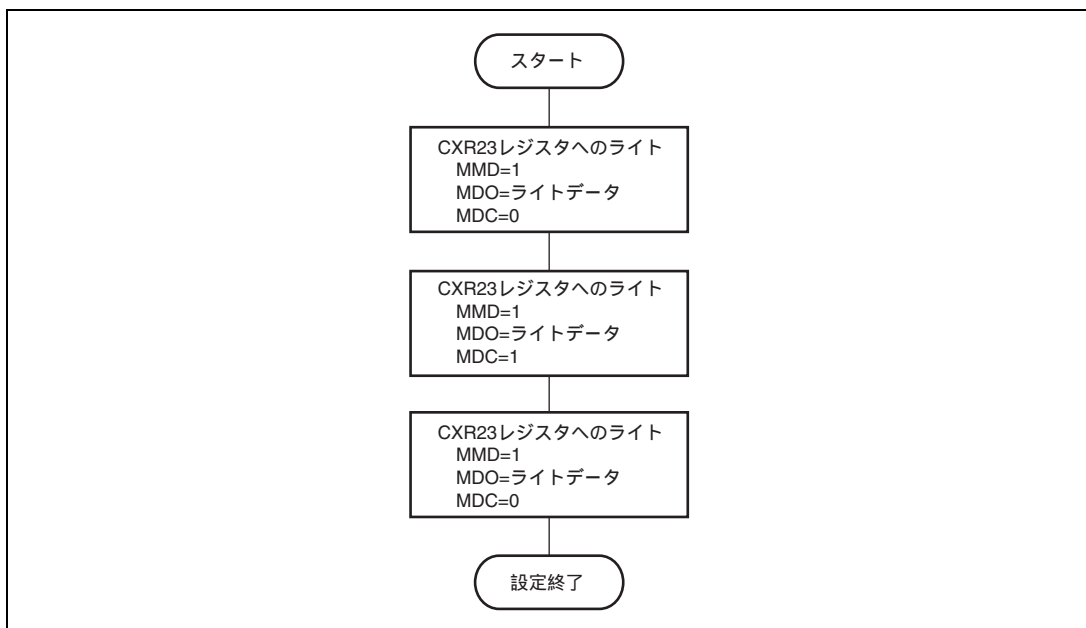 スタート
CXR23レジスタへのライト
MMD=1
MDO=ライトデータ
MDC=0
CXR23レジスタへのライト
MMD=1
MDO=ライトデータ
MDC=1
CXR23レジスタへのライト
MMD=1
MDO=ライトデータ
MDC=0
設定終了